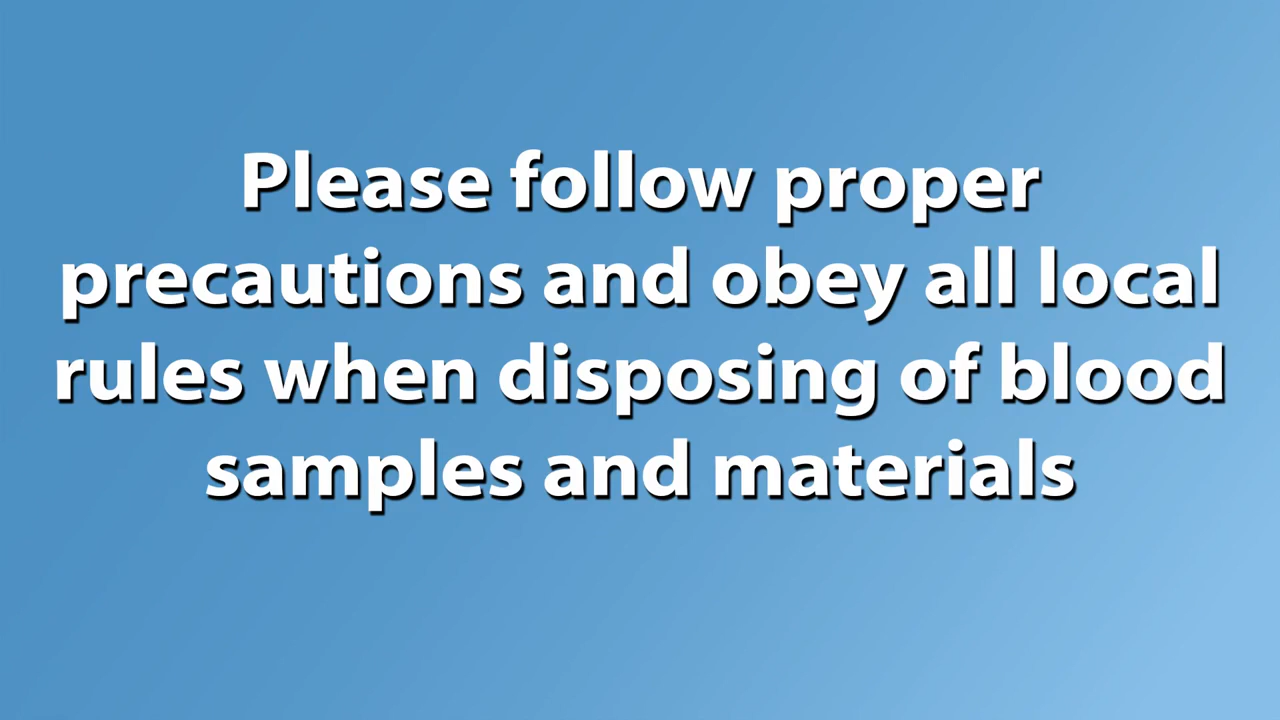 Please follow proper
precautions and obey all local
rules when disposing of blood
samples and materials